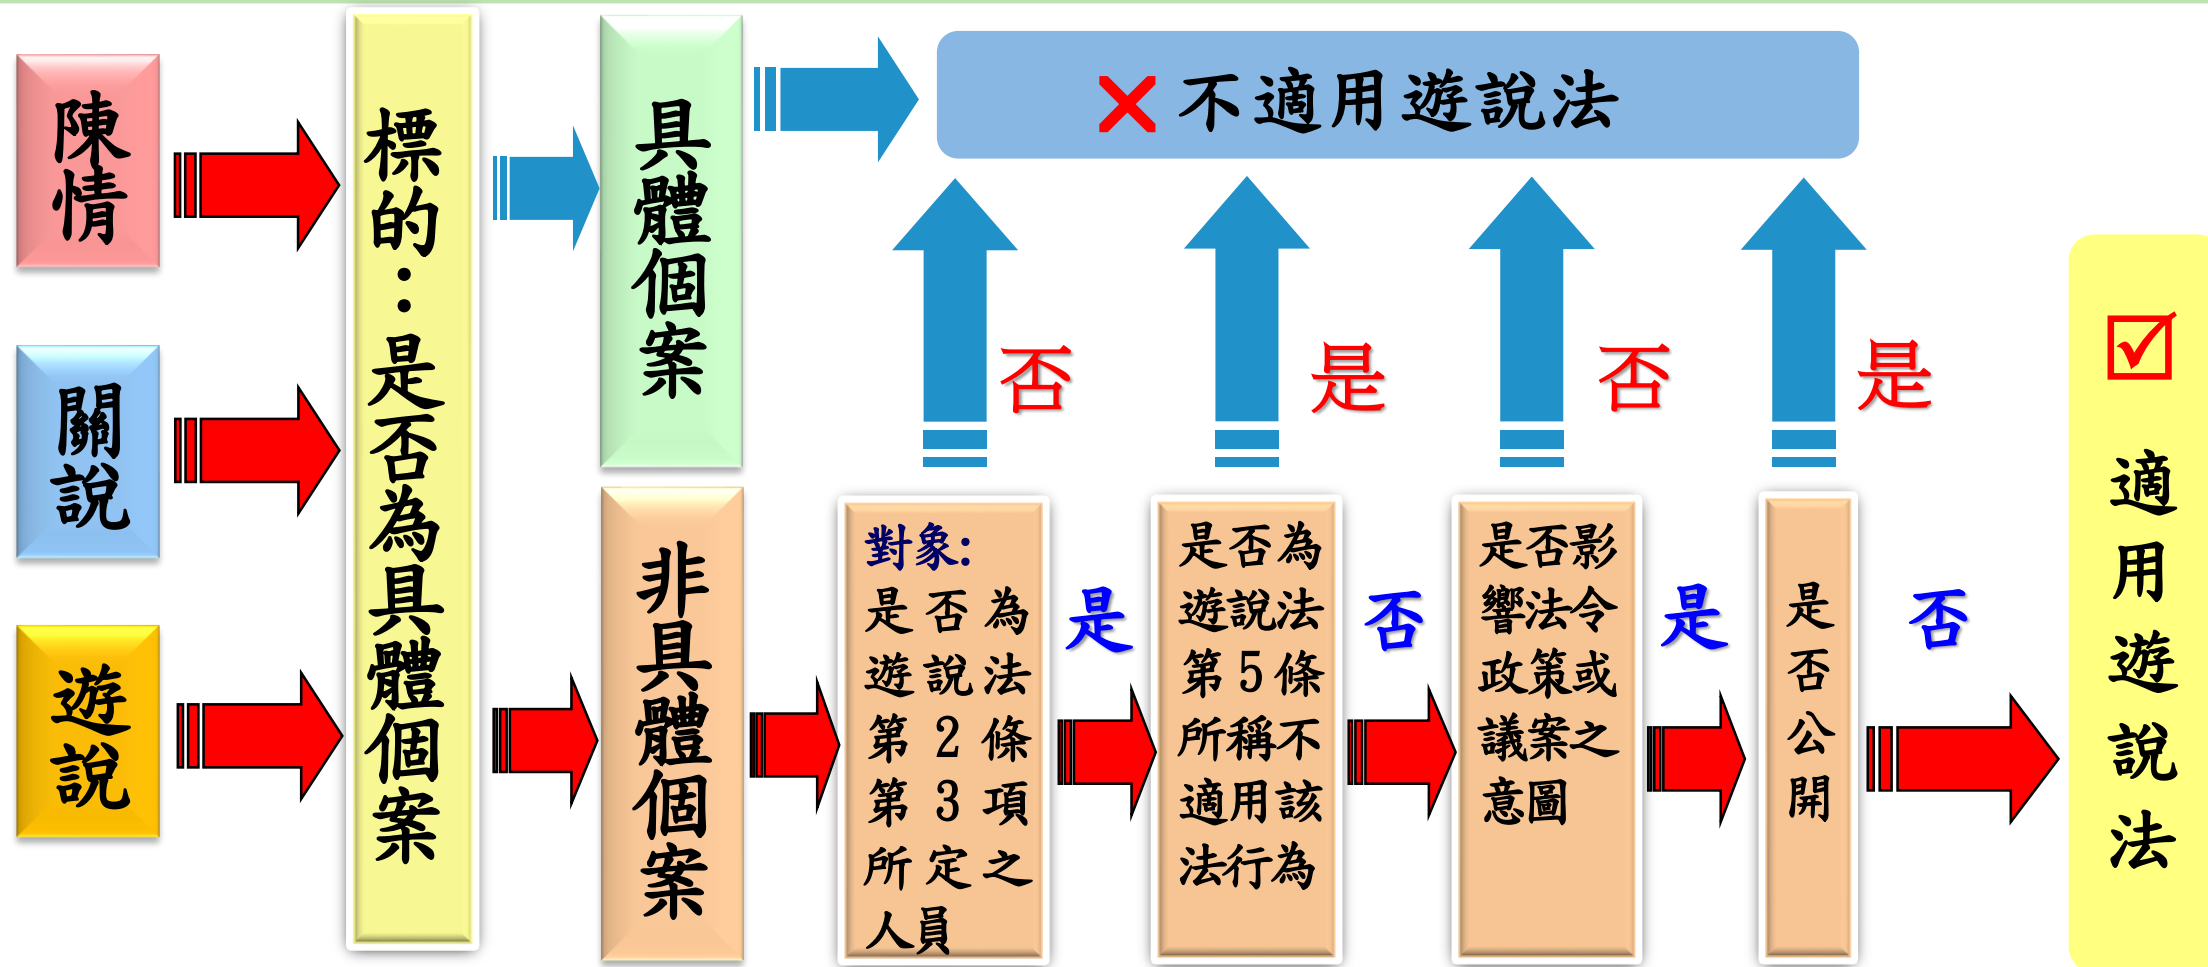 陳情
關說
遊說
標的：是否為具體個案
具體個案
非具體個案
不適用遊說法
否
是
否
是
對象:
是否為
遊說法
第2條
第3項
所定之
人員
是
是否為
遊說法
第5條
所稱不
適用該
法行為
否
是否影
響法令
政策或
議案之
意圖
是
是否公開
否
適用遊說法